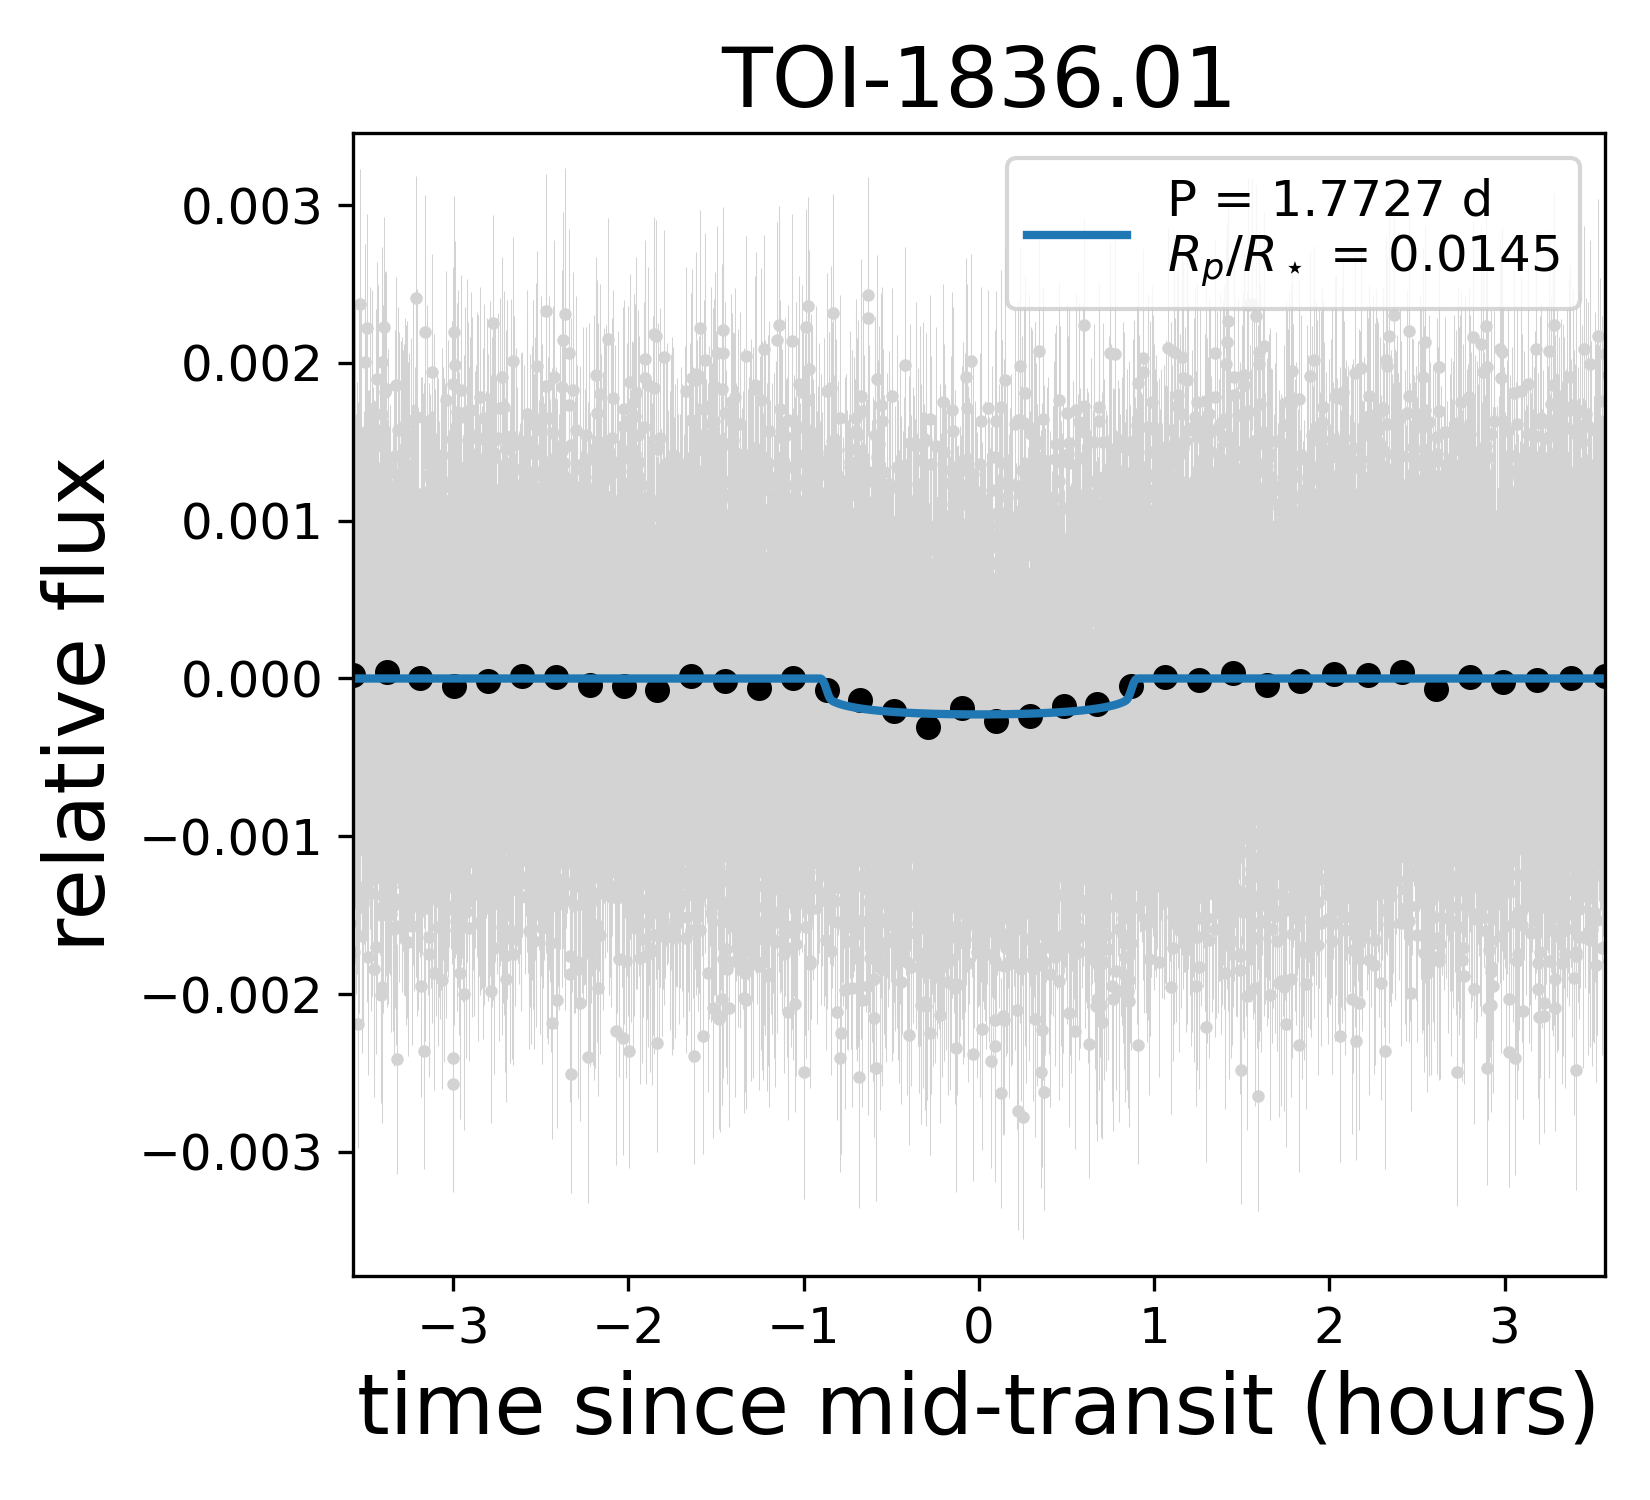 TOI-1836.01
P = 1.7727 d
Rp/R⋆ = 0.0145
relative flux
0.003
0.002
0.001
0.000
−0.001
−0.002
−0.003
−3 −2 −1 0 1 2 3
time since mid-transit (hours)